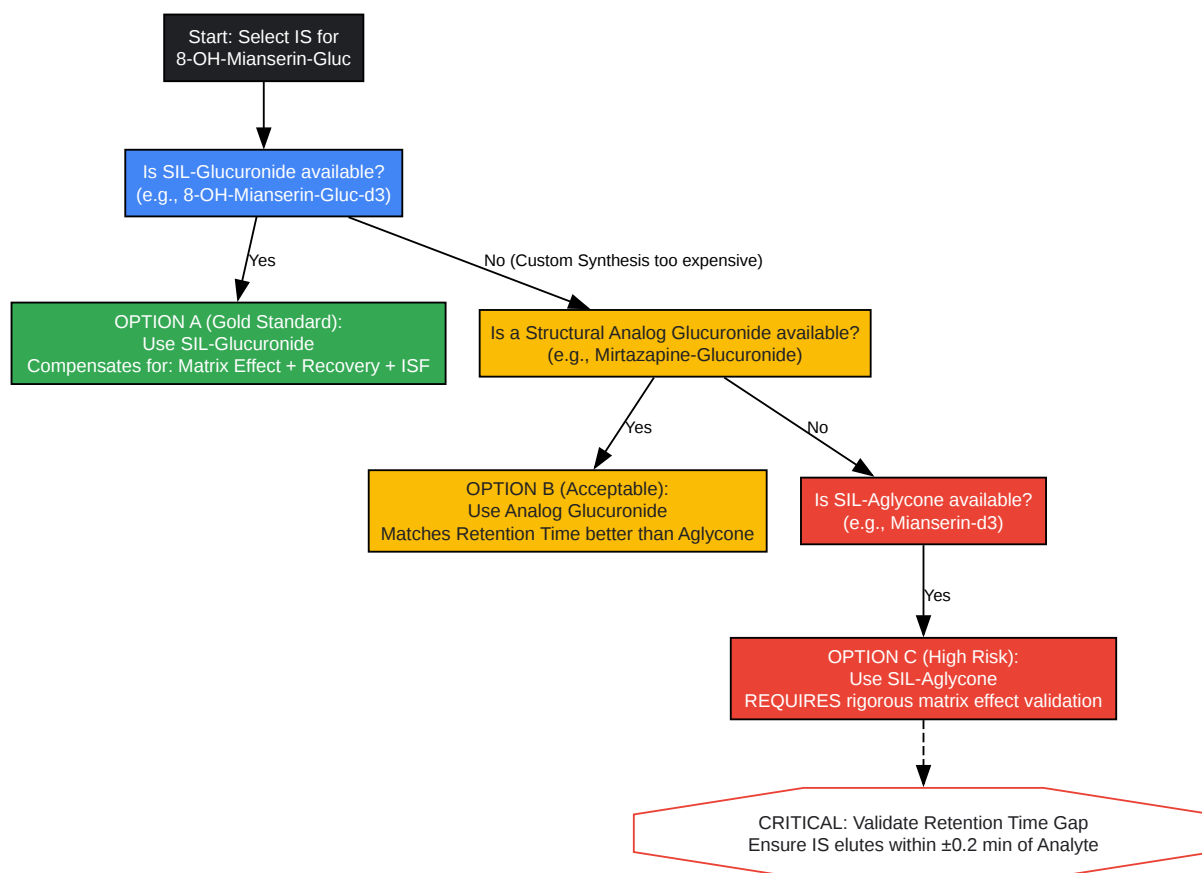 Start: Select IS for
8-OH-Mianserin-Gluc
Is SIL-Glucuronide available?
(e.g., 8-OH-Mianserin-Gluc-d3)
Yes
No (Custom Synthesis too expensive)
OPTION A (Gold Standard):
Use SIL-Glucuronide
Compensates for: Matrix Effect + Recovery + ISF
Is a Structural Analog Glucuronide available?
(e.g., Mirtazapine-Glucuronide)
Yes
No
OPTION B (Acceptable):
Use Analog Glucuronide
Matches Retention Time better than Aglycone
Is SIL-Aglycone available?
(e.g., Mianserin-d3)
Yes
OPTION C (High Risk):
Use SIL-Aglycone
REQUIRES rigorous matrix effect validation
CRITICAL: Validate Retention Time Gap
Ensure IS elutes within ±0.2 min of Analyte